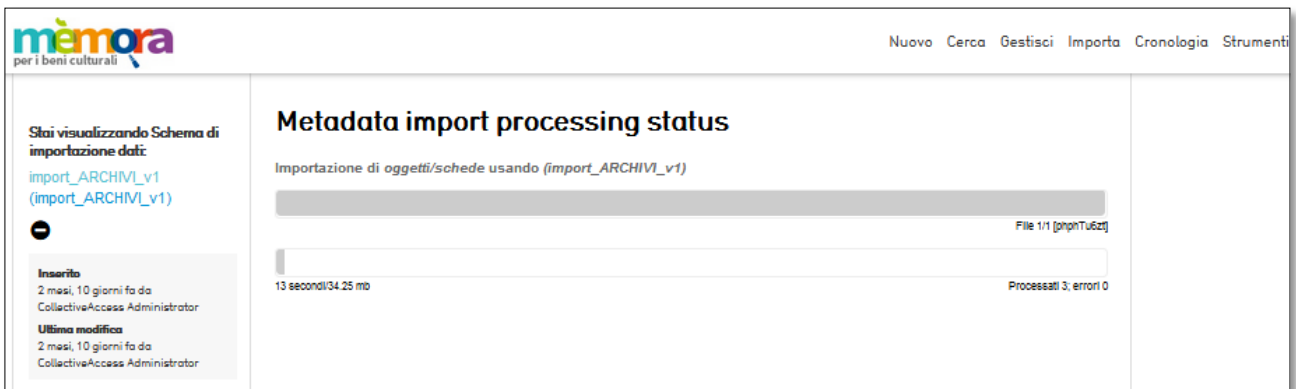 mèmora
per i beni culturali
Nuovo Cerca Gestisci Importa Cronologia Strumenti
Stai visualizzando Schema di
importazione dati:
import_ARCHIVI_v1
(import_ARCHIVI_v1)
Inserito
2 mesi, 10 giorni fa da
CollectiveAccess Administrator
Ultima modifica
2 mesi, 10 giorni fa da
CollectiveAccess Administrator
Metadata import processing status
Importazione di oggetti/schede usando (import_ARCHIVI_v1)
File 1/1 [phphTu6zt]
13 secondi/34.25 mb
Processati 3; errori 0